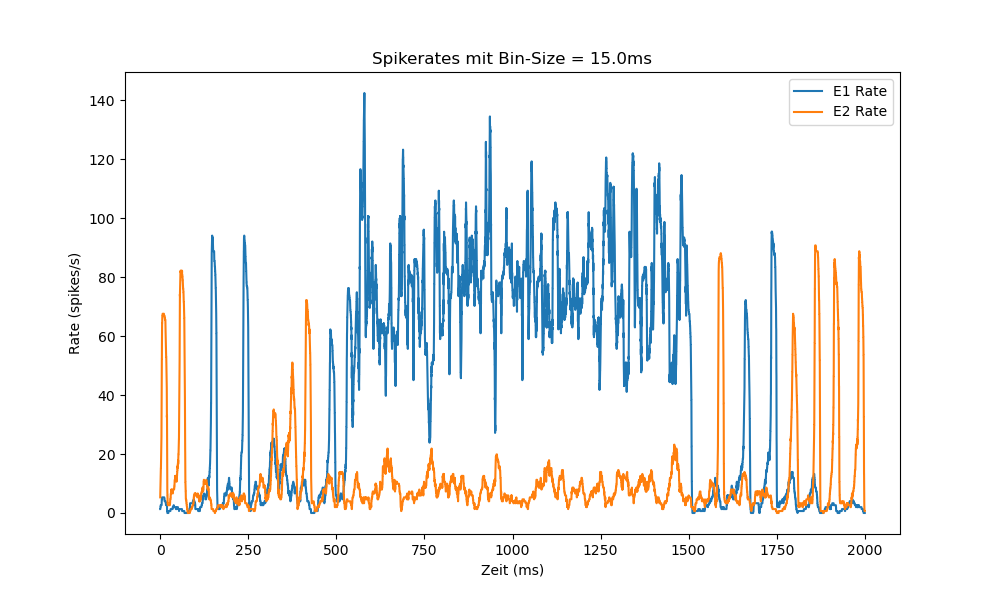 Spikerates mit Bin-Size = 15.0ms
E1 Rate
E2 Rate
140
120
100
80
60
40
20
0
Rate (spikes/s)
0 250 500 750 1000 1250 1500 1750 2000
Zeit (ms)